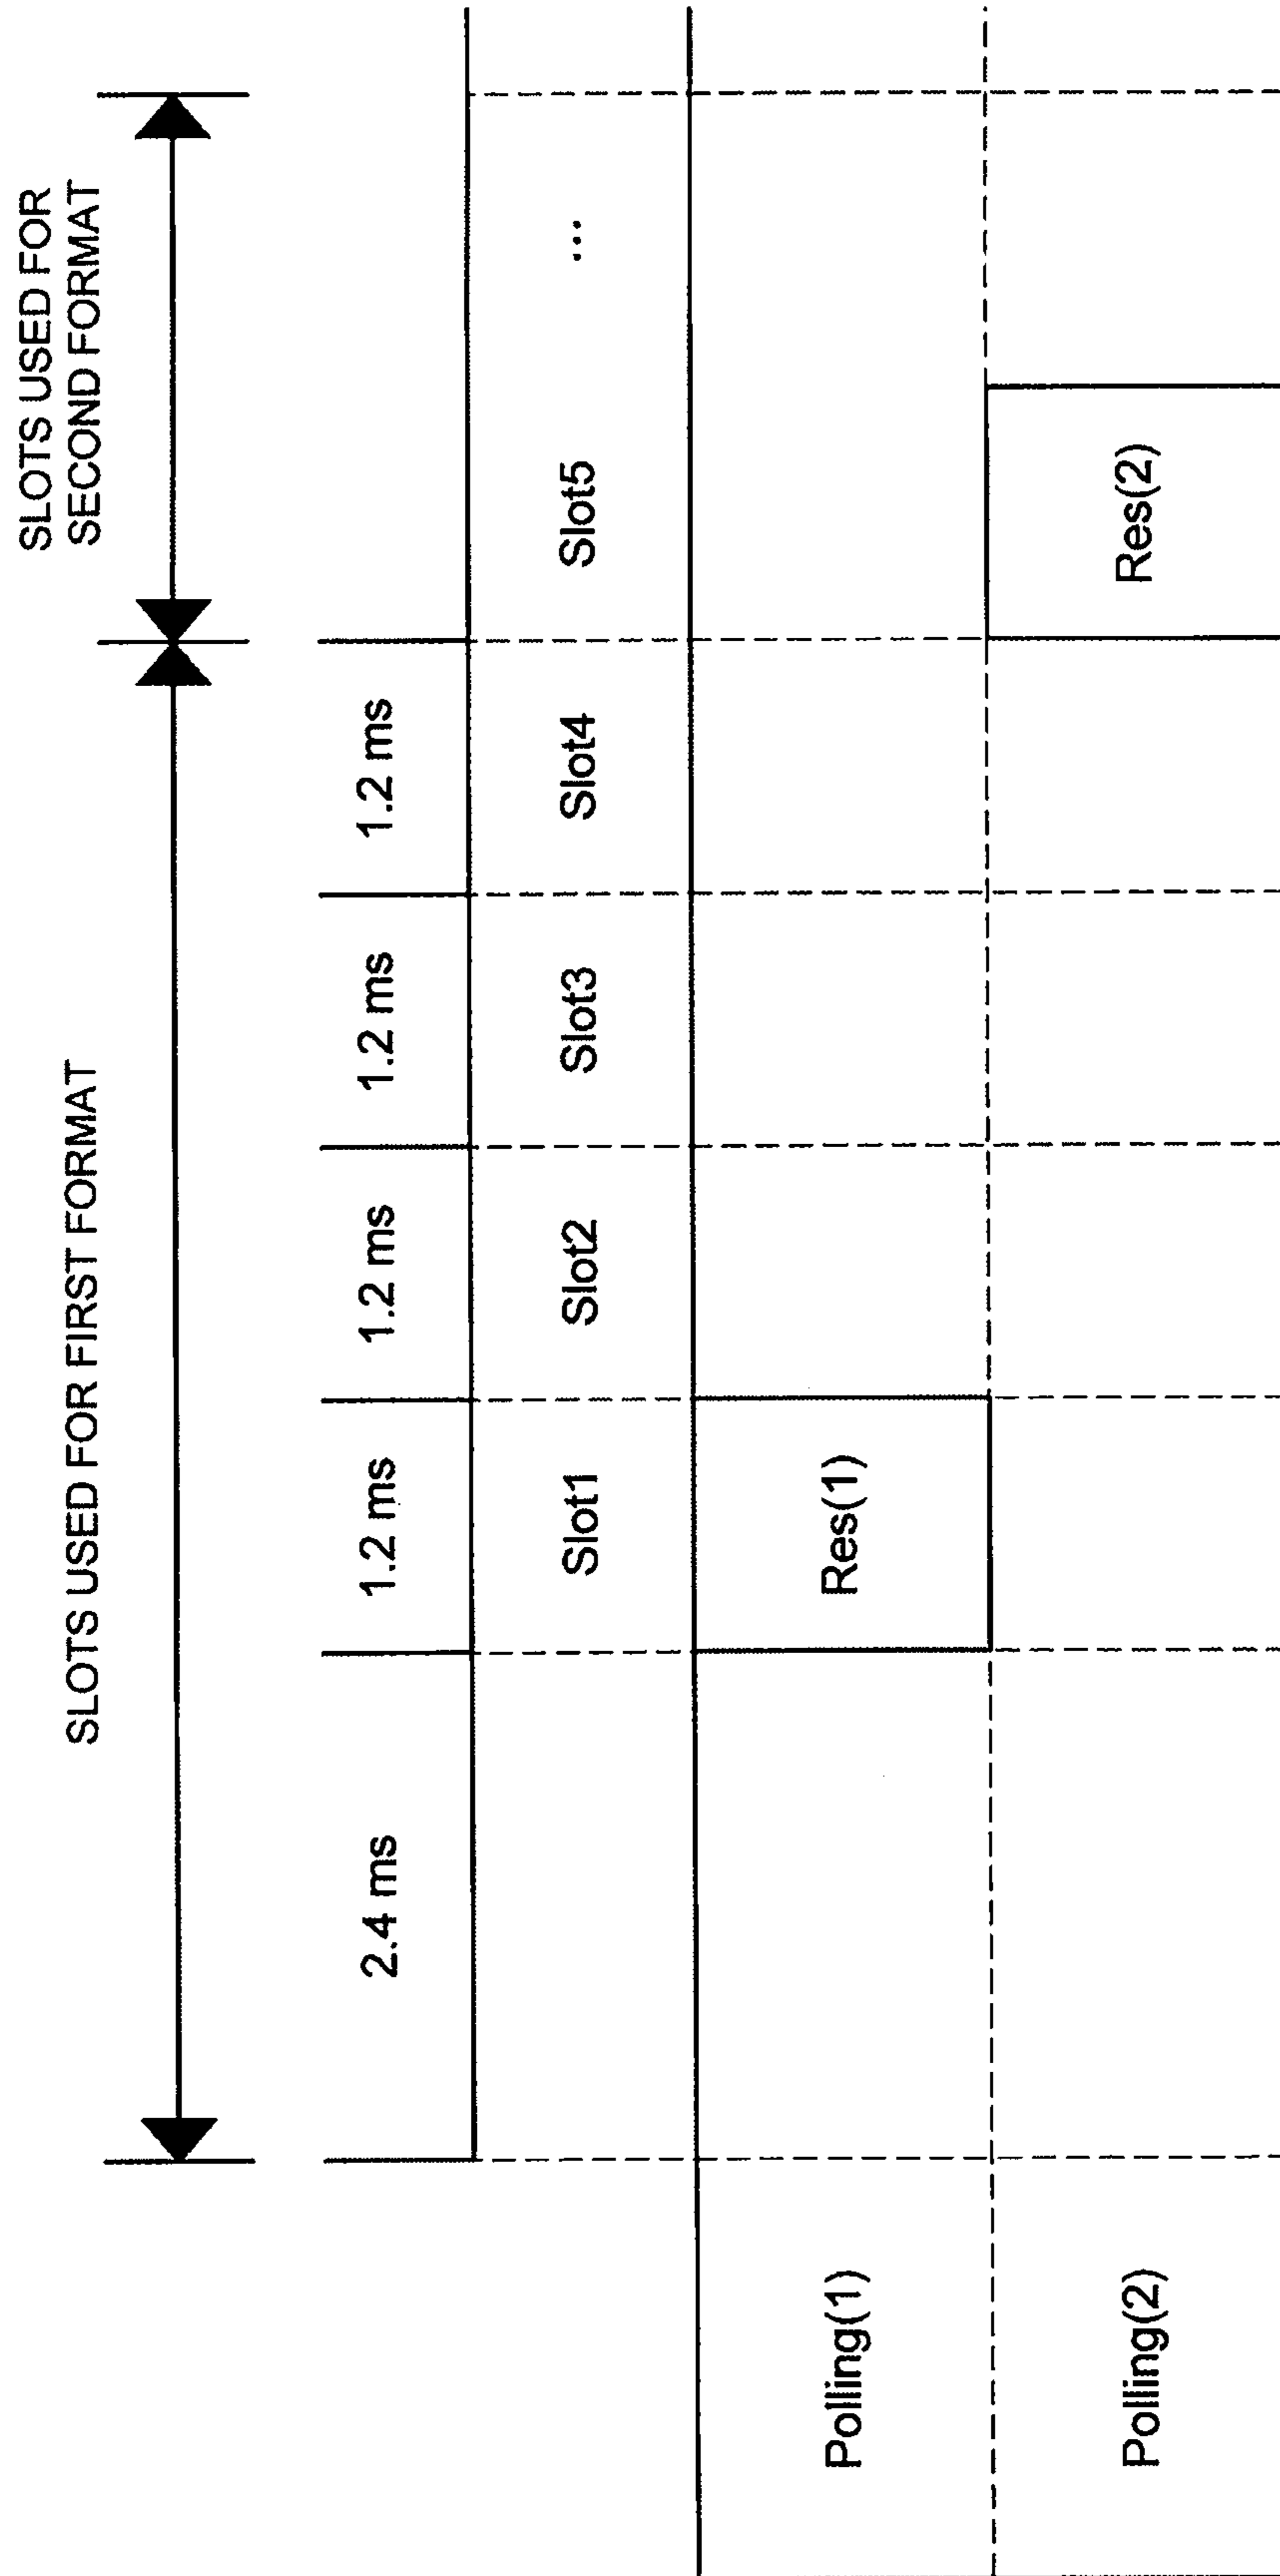 SLOTS USED FOR FIRST FORMAT
SLOTS USED FOR
SECOND FORMAT
2.4 ms
1.2 ms
1.2 ms
1.2 ms
1.2 ms
Slot1
Slot2
Slot3
Slot4
Slot5
...
Polling(1)
Res(1)
Polling(2)
Res(2)